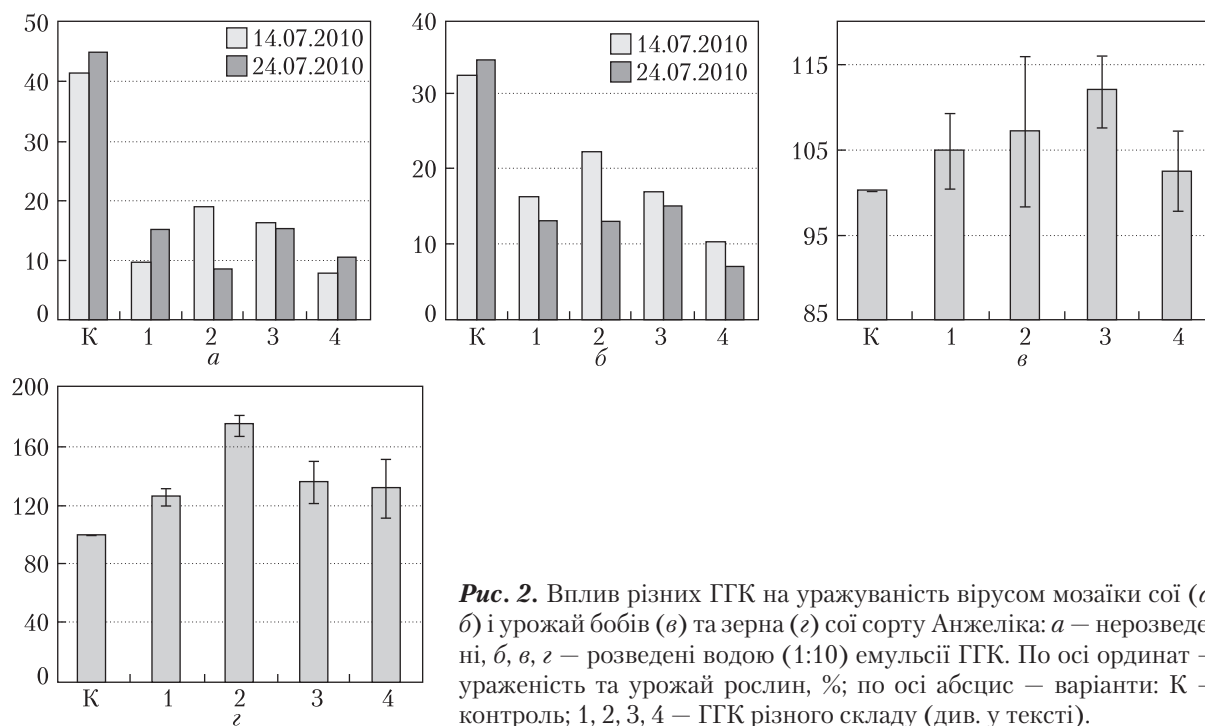 50
40
30
20
10
0
14.07.2010
24.07.2010
К 1 2 3 4
а
40
30
20
10
0
14.07.2010
24.07.2010
К 1 2 3 4
б
115
105
95
85
К 1 2 3 4
в
200
160
120
80
40
0
К 1 2 3 4
г
Рис. 2. Вплив різних ГГК на уражуваність вірусом мозаїки сої (а
б) і урожай бобів (в) та зерна (г) сої сорту Анжеліка: а — нерозведе
ні, б, в, г — розведені водою (1:10) емульсії ГГК. По осі ординат –
ураженість та урожай рослин, %; по осі абсцис — варіанти: К –
контроль; 1, 2, 3, 4 — ГГК різного складу (див. у тексті).